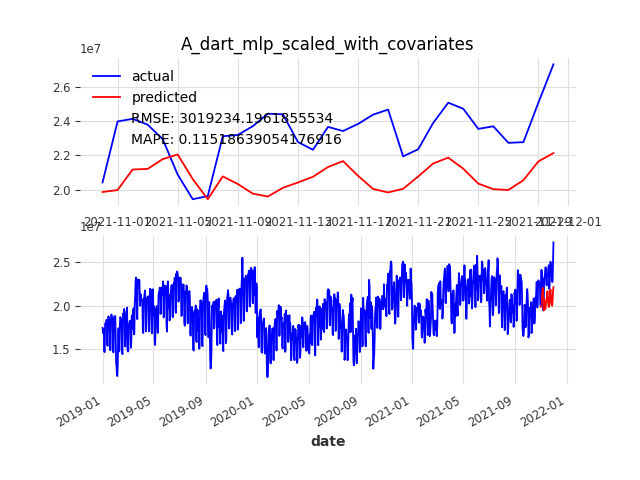 A_dart_mlp_scaled_with_covariates
1e7
actual
predicted
RMSE: 3019234.1961855534
MAPE: 0.11518639054176916
2.6
2.4
2.2
2.0
2021-11-01 2021-11-05 2021-11-09 2021-11-13 2021-11-17 2021-11-21 2021-11-25 2021-11-29 2021-12-01
1e7
2.5
2.0
1.5
2019-01 2019-05 2019-09 2020-01 2020-05 2020-09 2021-01 2021-05 2021-09 2022-01
date